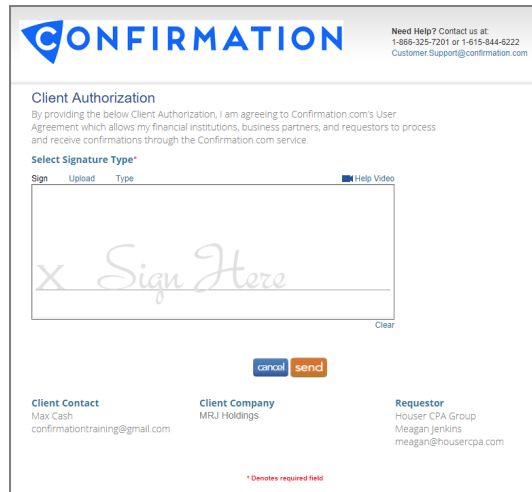 CONFIRMATION
Need Help? Contact us at:
1-866-325-7201 or 1-615-844-6222
Customer.Support@confirmation.com
Client Authorization
By providing the below Client Authorization, I am agreeing to Confirmation.com's User
Agreement which allows my financial institutions, business partners, and requestors to process
and receive confirmations through the Confirmation.com service.
Select Signature Type*
Sign Upload Type Help Video
X Sign Here
Clear
cancel send
Client Contact
Max Cash
confirmationtraining@gmail.com
Client Company
MRJ Holdings
Requestor
Houser CPA Group
Meagan Jenkins
meagan@housercpa.com
* Denotes required field